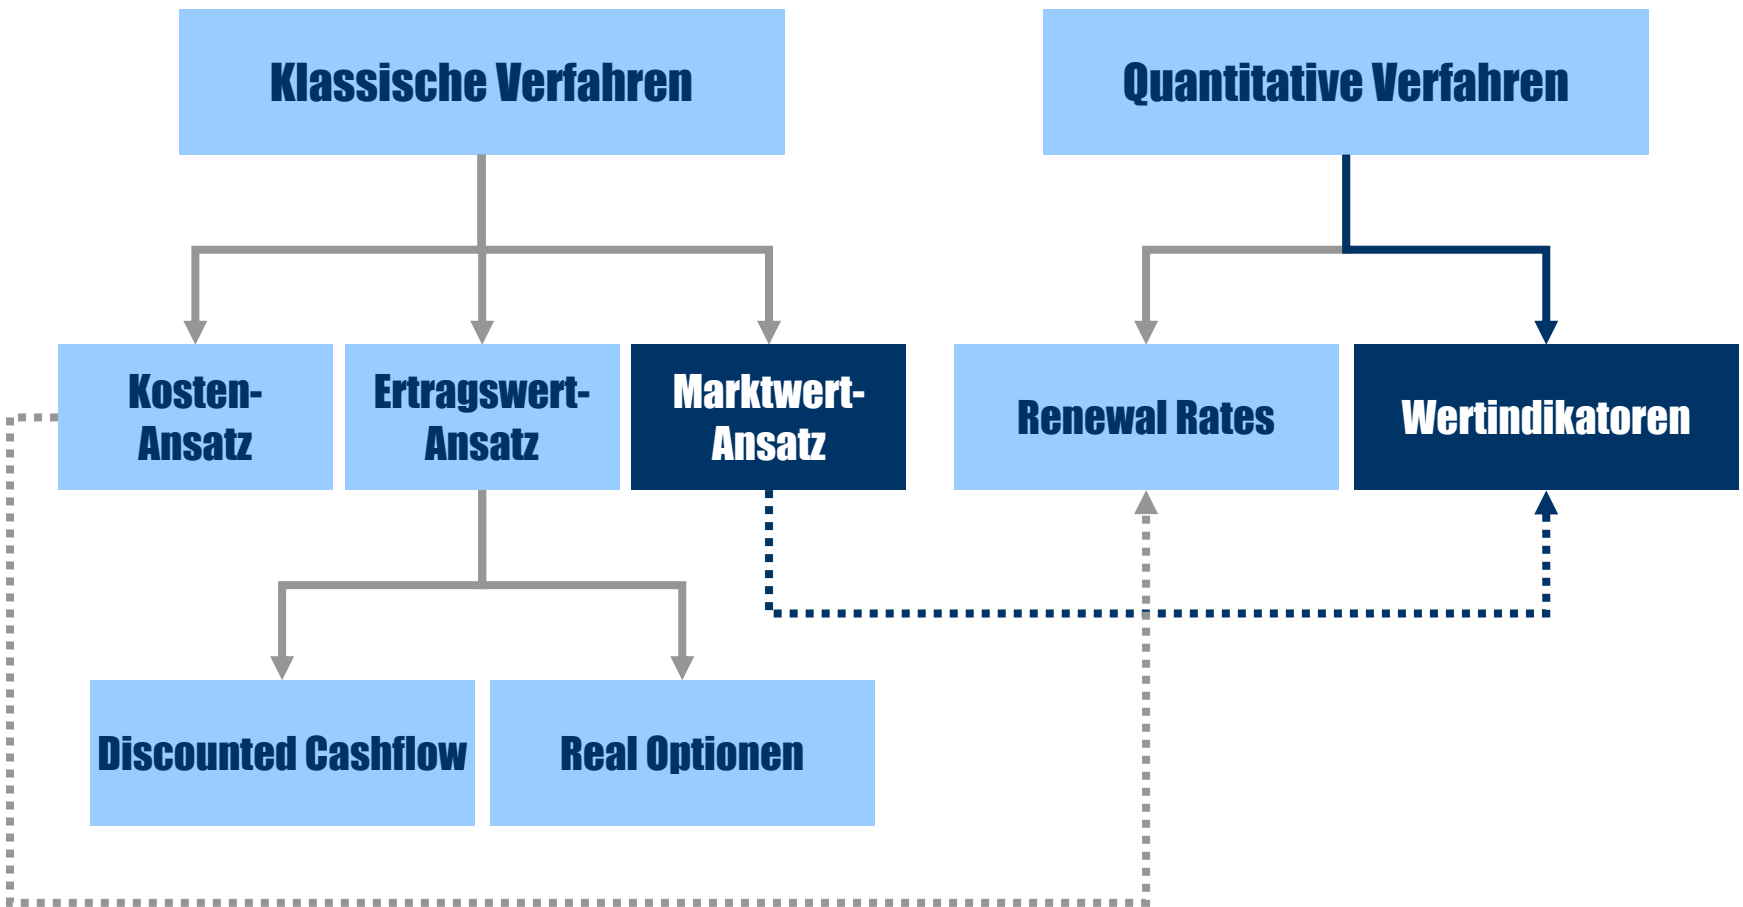 Klassische Verfahren
Quantitative Verfahren
Kosten-
Ansatz
Ertragswert-
Ansatz
Marktwert-
Ansatz
Renewal Rates
Wertindikatoren
Discounted Cashflow
Real Optionen